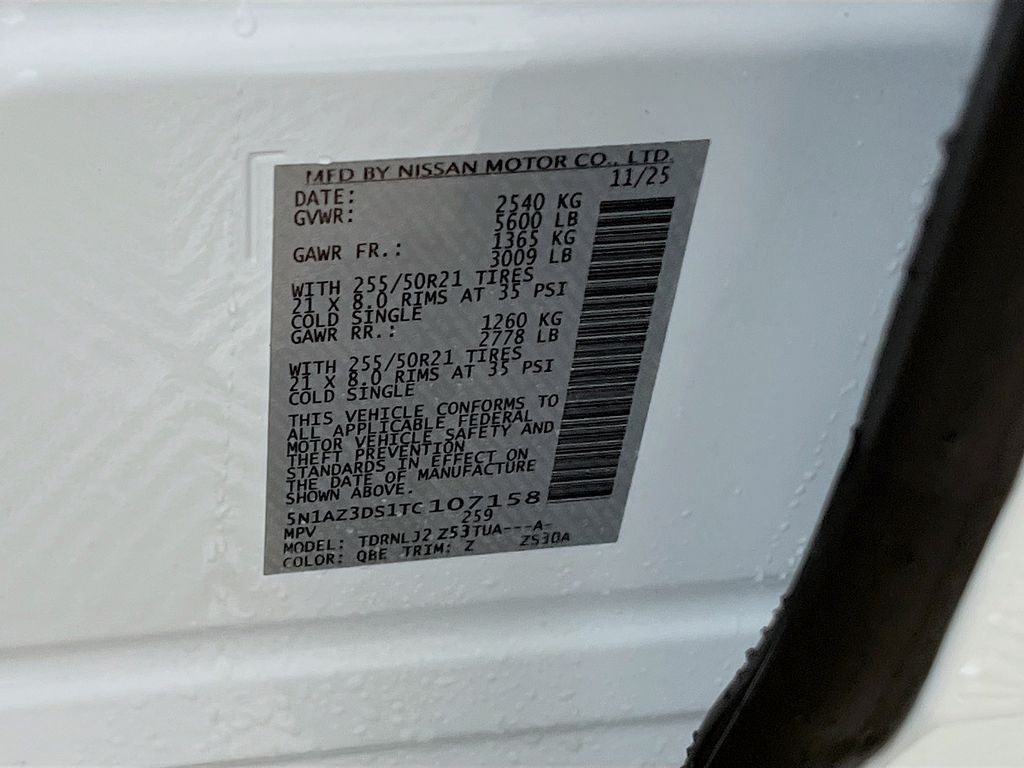 MFD BY NISSAN MOTOR CO., LTD.
DATE: 11/25
GVWR: 2540 KG
5600 LB
GAWR FR.: 1365 KG
3009 LB
WITH 255/50R21 TIRES
21 X 8.0 RIMS AT 35 PSI
COLD SINGLE
GAWR RR.: 1260 KG
2778 LB
WITH 255/50R21 TIRES
21 X 8.0 RIMS AT 35 PSI
COLD SINGLE
THIS VEHICLE CONFORMS TO
ALL APPLICABLE FEDERAL
MOTOR VEHICLE SAFETY AND
THEFT PREVENTION
STANDARDS IN EFFECT ON
THE DATE OF MANUFACTURE
SHOWN ABOVE.
5N1AZ3DS1TC107158
MPV 259
MODEL: TDRNLJ2 Z53TUA---A-
COLOR: QBE TRIM: Z ZS30A